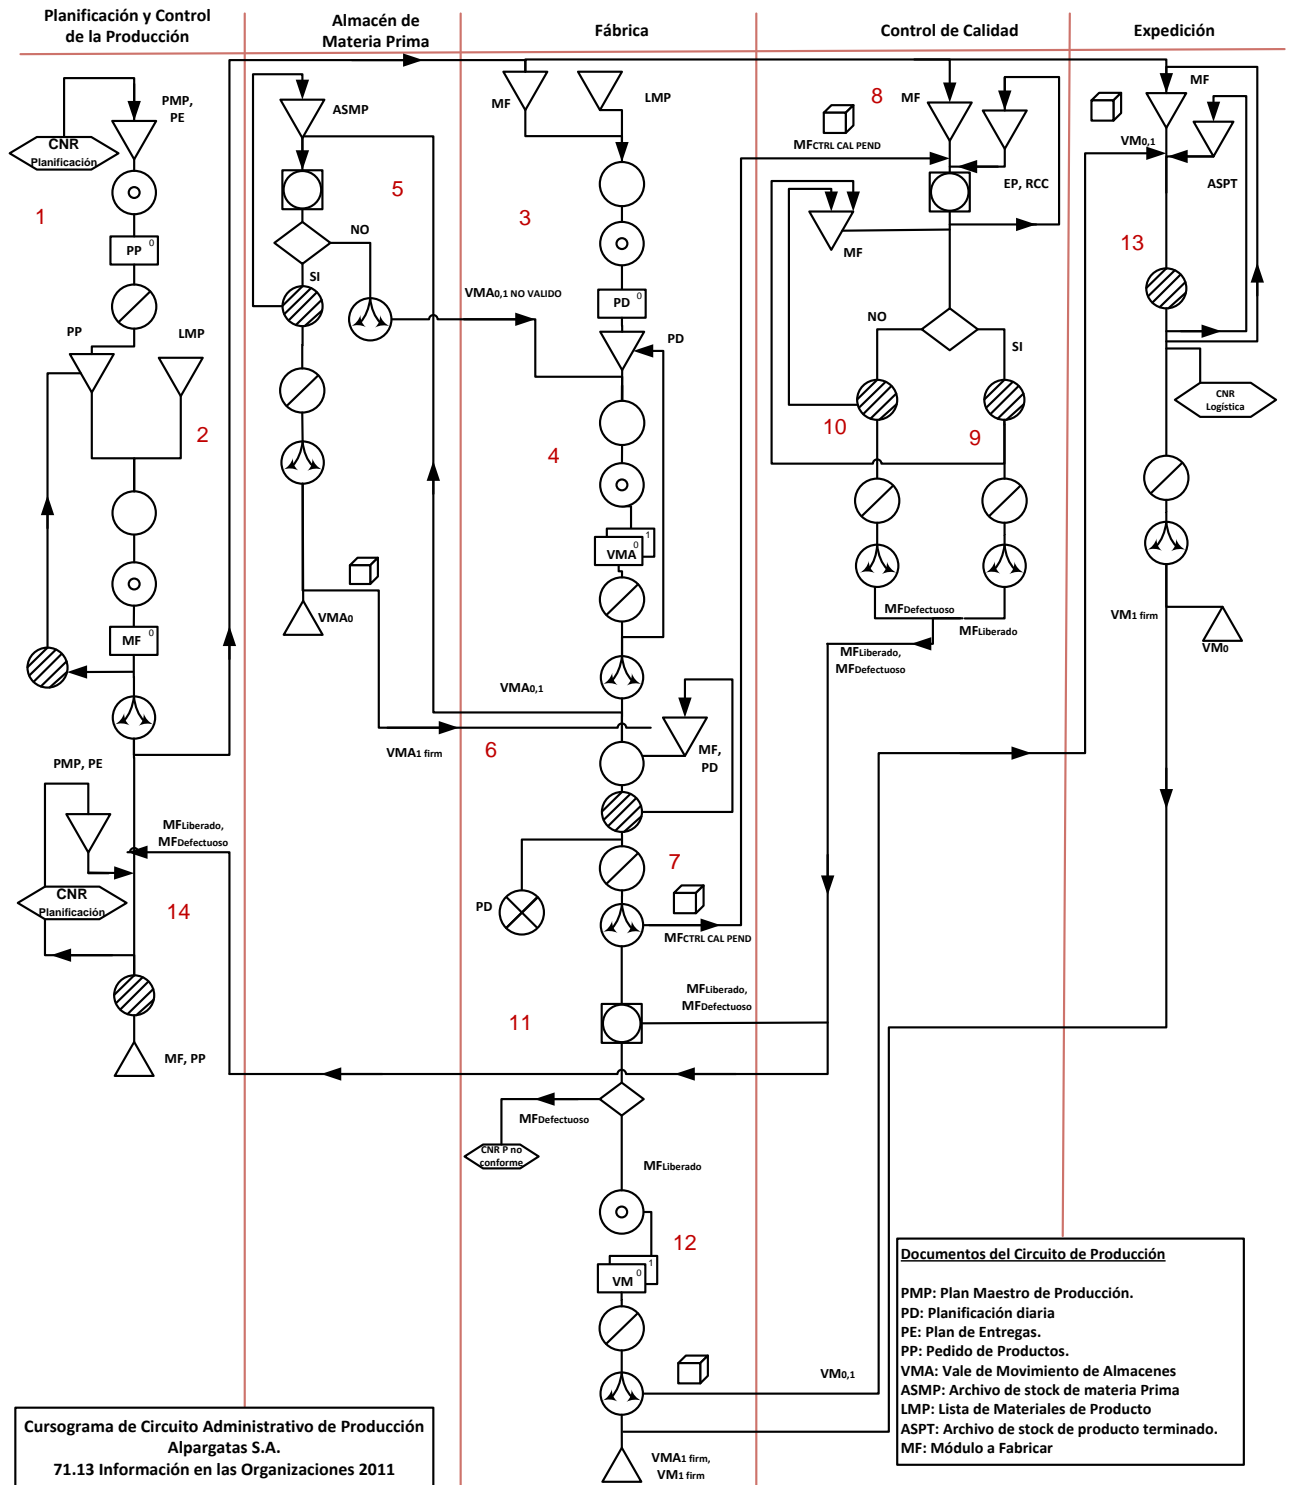 Planificación y Control
de la Producción
Almacén de
Materia Prima
Fábrica
Control de Calidad
Expedición
PMP,
PE
CNR
Planificación
1
PP 0
PP
LMP
2
MF 0
PMP, PE
MFLiberado,
MFDefectuoso
CNR
Planificación
14
MF, PP
ASMP
5
NO
SI
VMA0
VMA0,1 NO VALIDO
VMA0,1
VMA1 firm
MF
LMP
3
PD 0
PD
4
1
VMA 0
6
MF,
PD
7
PD
MFCTRL CAL PEND
MFLiberado,
MFDefectuoso
11
MFDefectuoso
CNR P no
conforme
MFLiberado
12
1
VM 0
VM0,1
VMA1 firm,
VM1 firm
8
MF
MFCTRL CAL PEND
EP, RCC
MF
NO
SI
10
9
MFDefectuoso
MFLiberado
MFLiberado,
MFDefectuoso
MF
VM0,1
ASPT
13
CNR
Logística
VM1 firm
VM0
Documentos del Circuito de Producción
PMP: Plan Maestro de Producción.
PD: Planificación diaria
PE: Plan de Entregas.
PP: Pedido de Productos.
VMA: Vale de Movimiento de Almacenes
ASMP: Archivo de stock de materia Prima
LMP: Lista de Materiales de Producto
ASPT: Archivo de stock de producto terminado.
MF: Módulo a Fabricar
Cursograma de Circuito Administrativo de Producción
Alpargatas S.A.
71.13 Información en las Organizaciones 2011